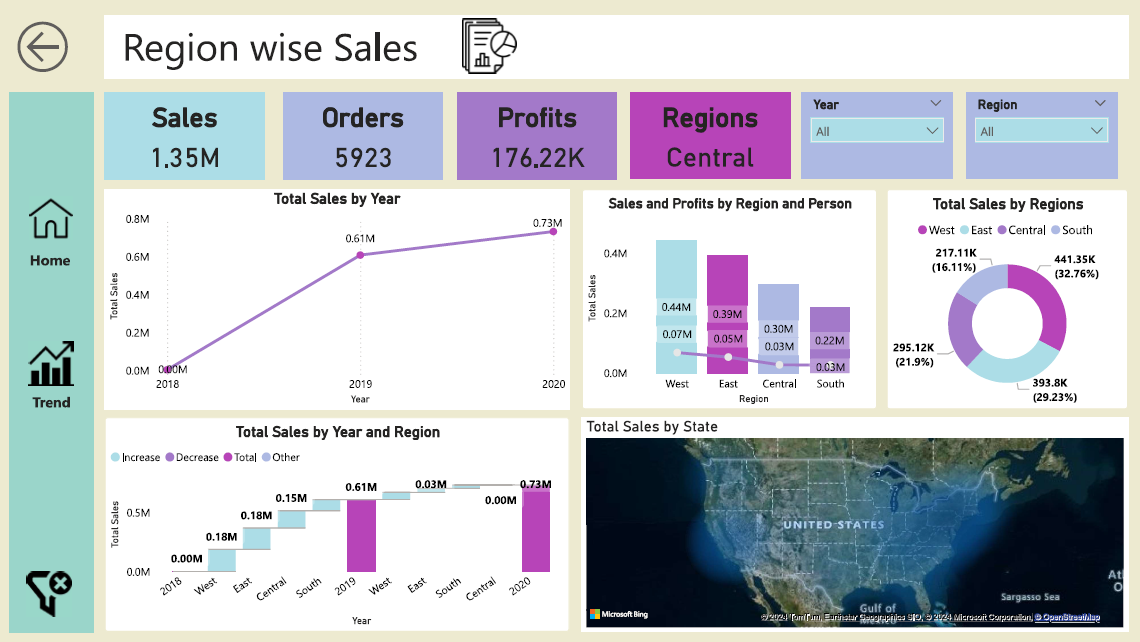 Region wise Sales
Sales
1.35M
Orders
5923
Profits
176.22K
Regions
Central
Year
All
Region
All
Home
Trend
Total Sales by Year
Total Sales
0.8M
0.6M
0.4M
0.2M
0.0M
0.00M
0.61M
0.73M
2018
2019
2020
Year
Sales and Profits by Region and Person
Total Sales
0.4M
0.2M
0.0M
0.44M
0.07M
0.39M
0.05M
0.30M
0.03M
0.22M
0.03M
West
East
Central
South
Region
Total Sales by Regions
West East Central South
217.11K
(16.11%)
441.35K
(32.76%)
295.12K
(21.9%)
393.8K
(29.23%)
Total Sales by Year and Region
Increase Decrease Total Other
Total Sales
0.5M
0.0M
0.00M
0.18M
0.18M
0.15M
0.61M
0.03M
0.00M
0.73M
2018
West
East
Central
South
2019
West
East
South
Central
2020
Year
Total Sales by State
UNITED STATES
Sargasso Sea
Gulf of
Microsoft Bing
© 2024 TomTom, Earthstar Geographics SIO, © 2024 Microsoft Corporation, © OpenStreetMap